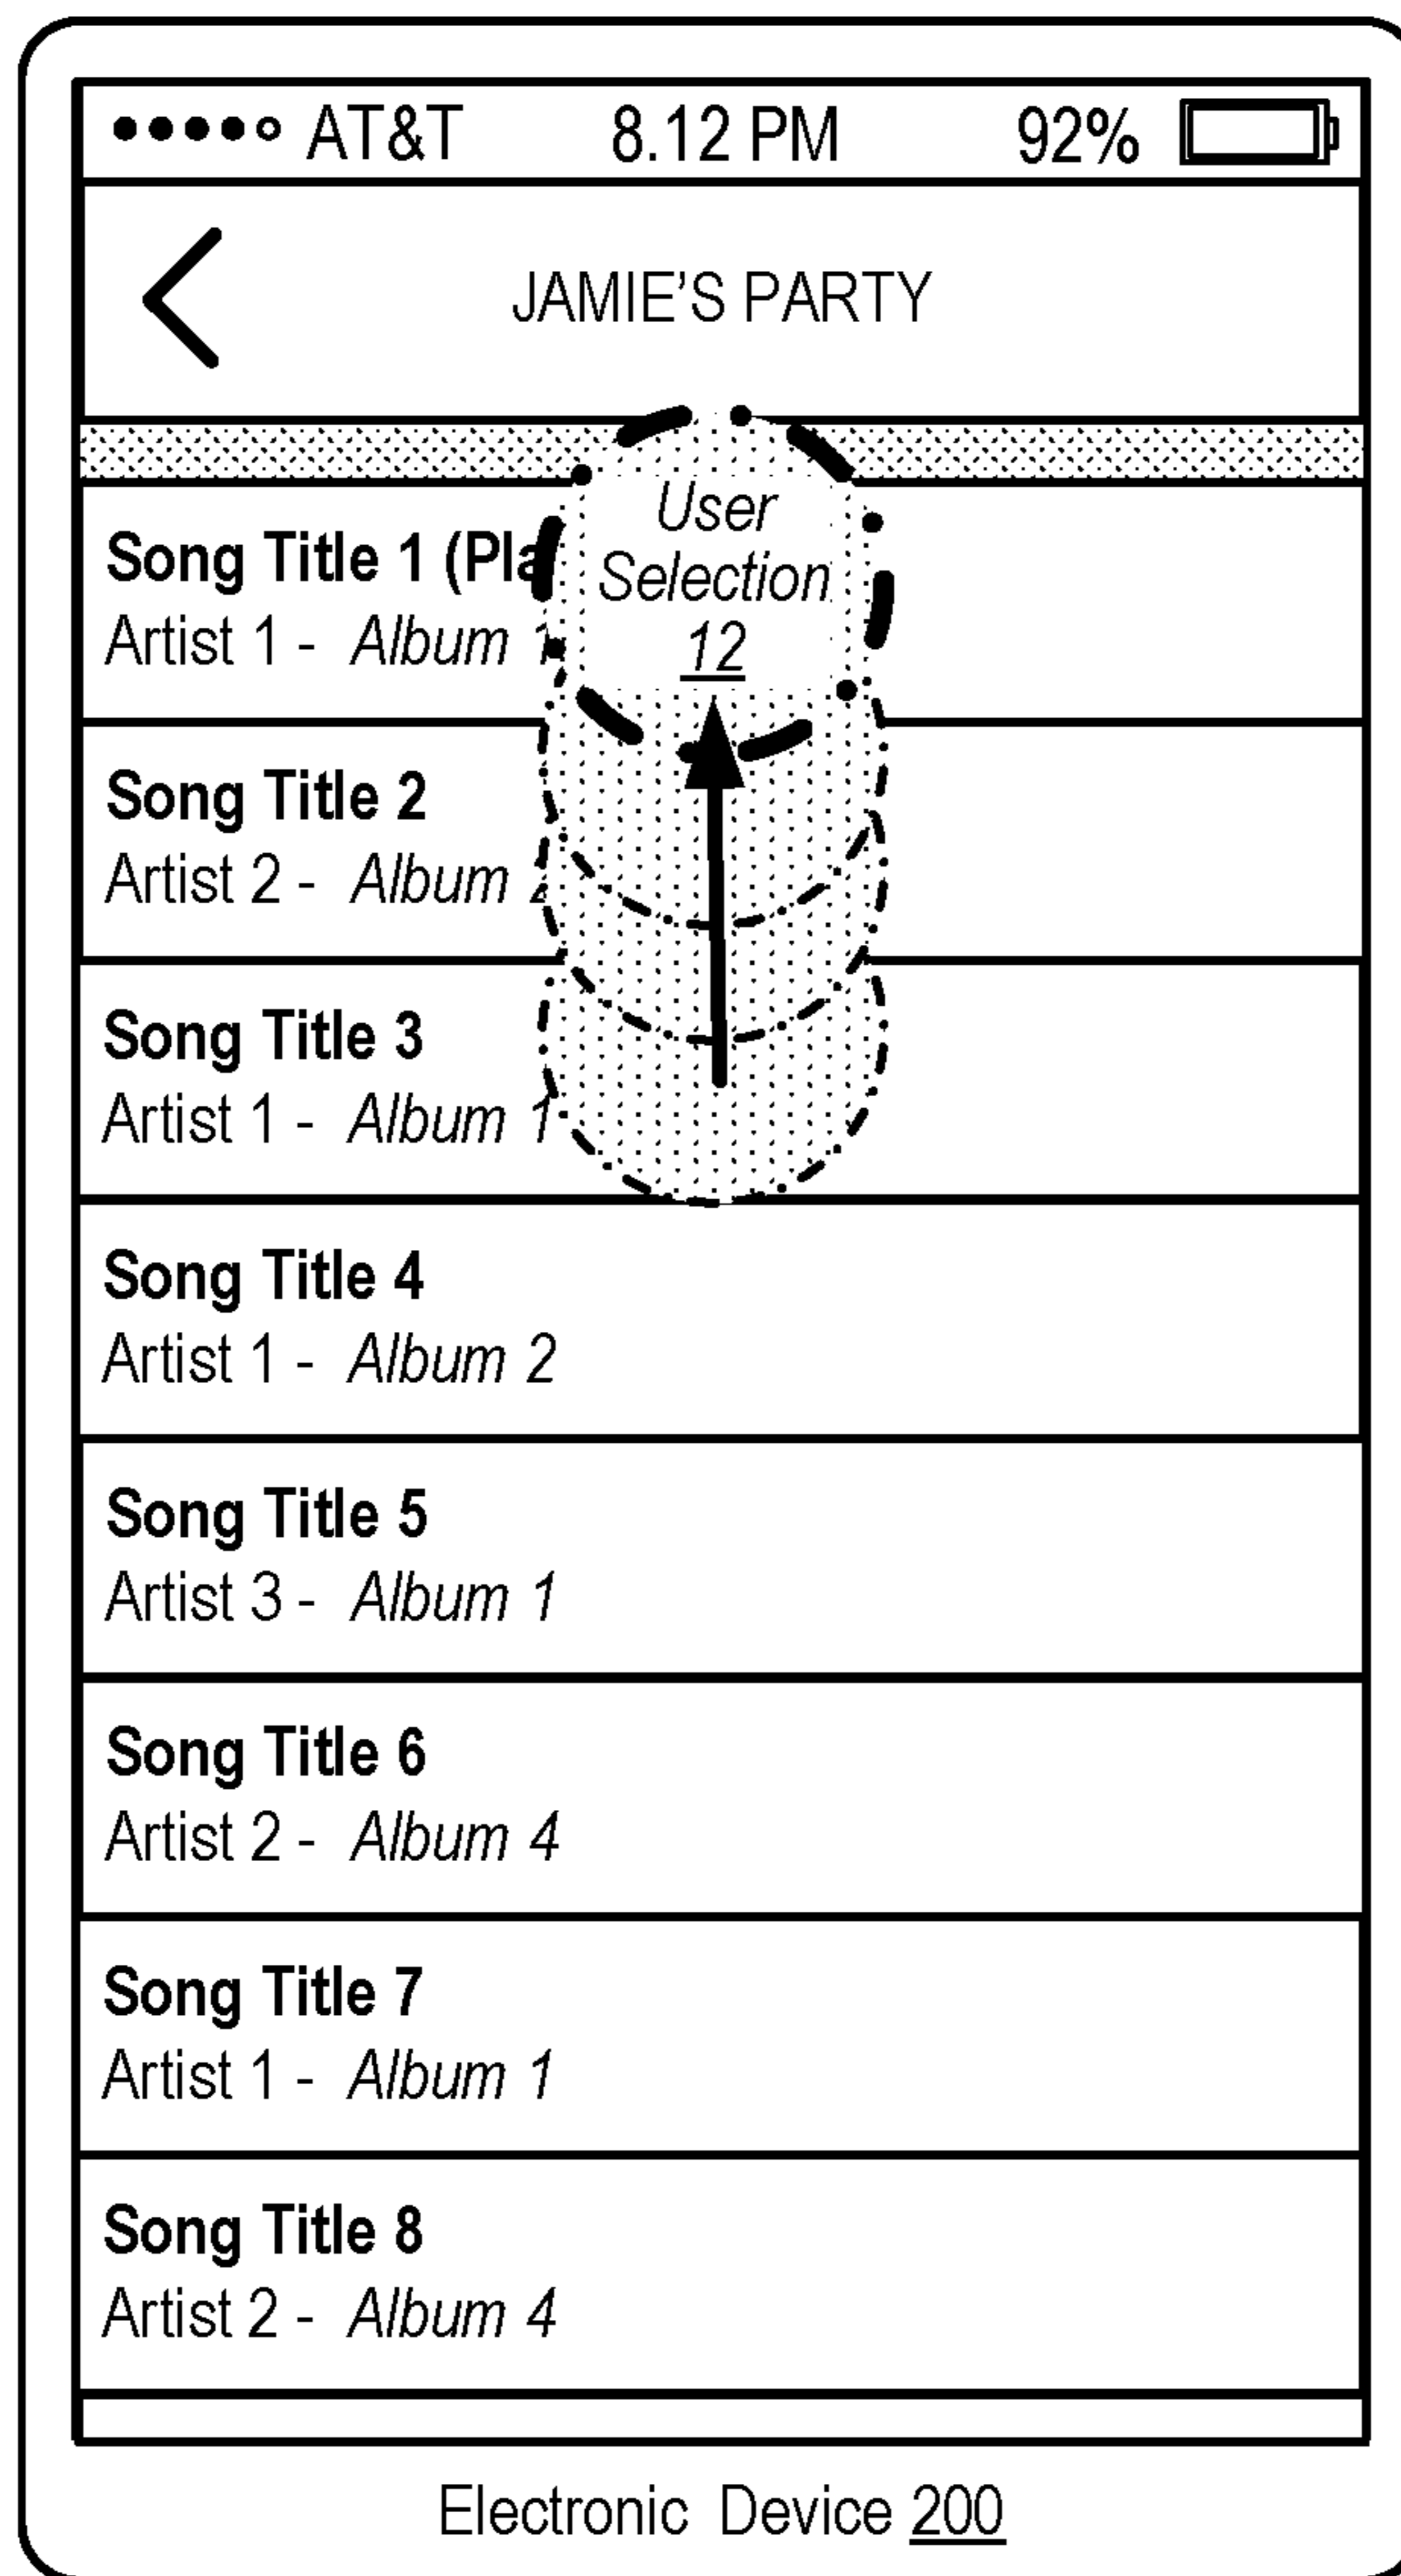 AT&T 8.12 PM 92%
JAMIE'S PARTY
User
Selection
12
Song Title 1
Artist 1 - Album
Song Title 2
Artist 2 - Album
Song Title 3
Artist 1 - Album 1
Song Title 4
Artist 1 - Album 2
Song Title 5
Artist 3 - Album 1
Song Title 6
Artist 2 - Album 4
Song Title 7
Artist 1 - Album 1
Song Title 8
Artist 2 - Album 4
Electronic Device 200